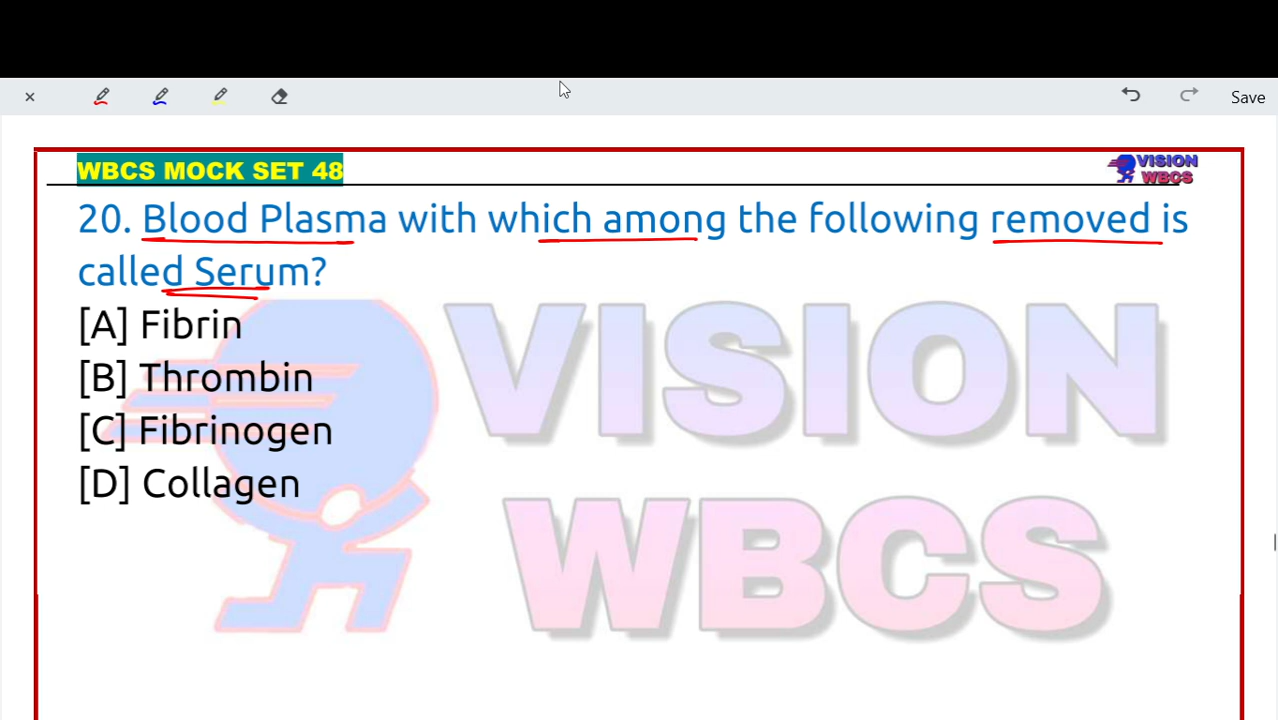 Save
WBCS MOCK SET 48
VISION
WBCS
20. Blood Plasma with which among the following removed is
called Serum?
[A] Fibrin
[B] Thrombin
[C] Fibrinogen
[D] Collagen
VISION
WBCS